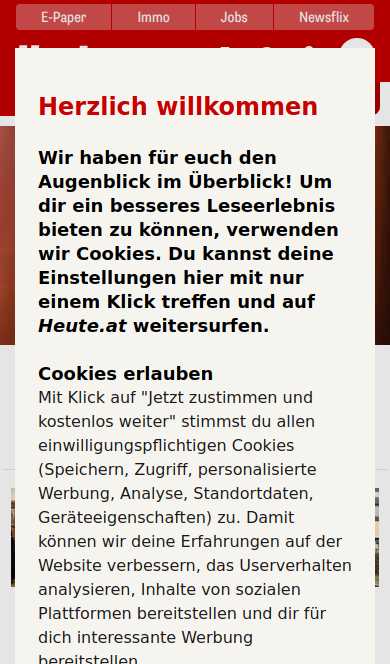 E-Paper
Immo
Jobs
Newsflix
Herzlich willkommen
Wir haben für euch den
Augenblick im Überblick! Um
dir ein besseres Leseerlebnis
bieten zu können, verwenden
wir Cookies. Du kannst deine
Einstellungen hier mit nur
einem Klick treffen und auf
Heute.at weitersurfen.
Cookies erlauben
Mit Klick auf "Jetzt zustimmen und
kostenlos weiter" stimmst du allen
einwilligungspflichtigen Cookies
(Speichern, Zugriff, personalisierte
Werbung, Analyse, Standortdaten,
Geräteeigenschaften) zu. Damit
können wir deine Erfahrungen auf der
Website verbessern, das Userverhalten
analysieren, Inhalte von sozialen
Plattformen bereitstellen und dir für
dich interessante Werbung
bereitstellen